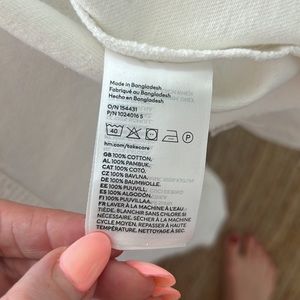 Made in Bangladesh
Fabriqué au Bangladesh
Hecho en Bangladesh
O/N 154431
P/N 1024016 5
40
P
hm.com/takecare
GB 100% COTTON,
AL 100% PAMBUK,
CAT 100% COTÓ,
CZ 100% BAVLNA,
DE 100% BAUMWOLLE,
EE 100% PUUVILL,
ES 100% ALGODÓN,
FI 100% PUUVILLAA,
FR LAVER À LA MACHINE À L'EAU
TIÈDE, BLANCHIR SANS CHLORE SI
NÉCESSAIRE, SÉCHER À LA MACHINE,
CYCLE MOYEN, REPASSER À HAUTE
TEMPÉRATURE, NETTOYAGE À SEC